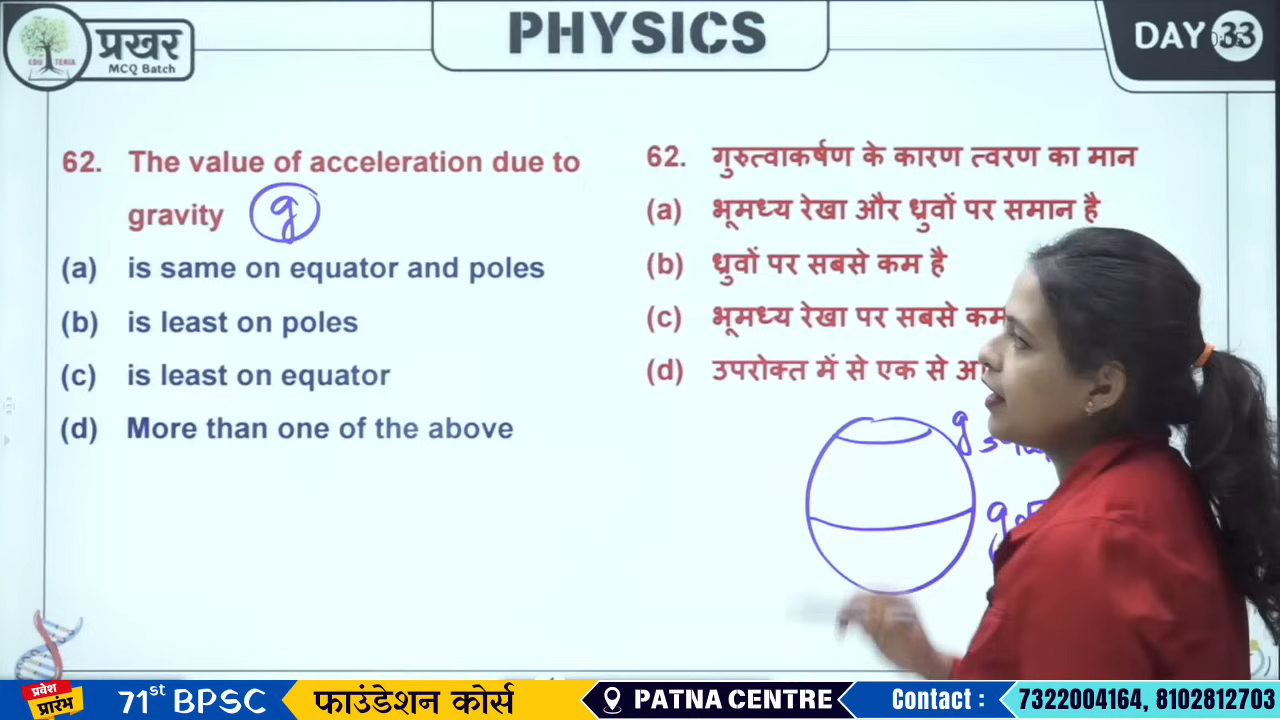 प्रखर
MCQ Batch
EDU TERIA
PHYSICS
DAY 33
62. The value of acceleration due to
gravity g
(a) is same on equator and poles
(b) is least on poles
(c) is least on equator
(d) More than one of the above
62. गुरुत्वाकर्षण के कारण त्वरण का मान
(a) भूमध्य रेखा और ध्रुवों पर समान है
(b) ध्रुवों पर सबसे कम है
(c) भूमध्य रेखा पर सबसे कम
(d) उपरोक्त में से एक से
g
g
प्रवेश
प्रारंभ
71st BPSC
फाउंडेशन कोर्स
PATNA CENTRE
Contact :
7322004164, 8102812703